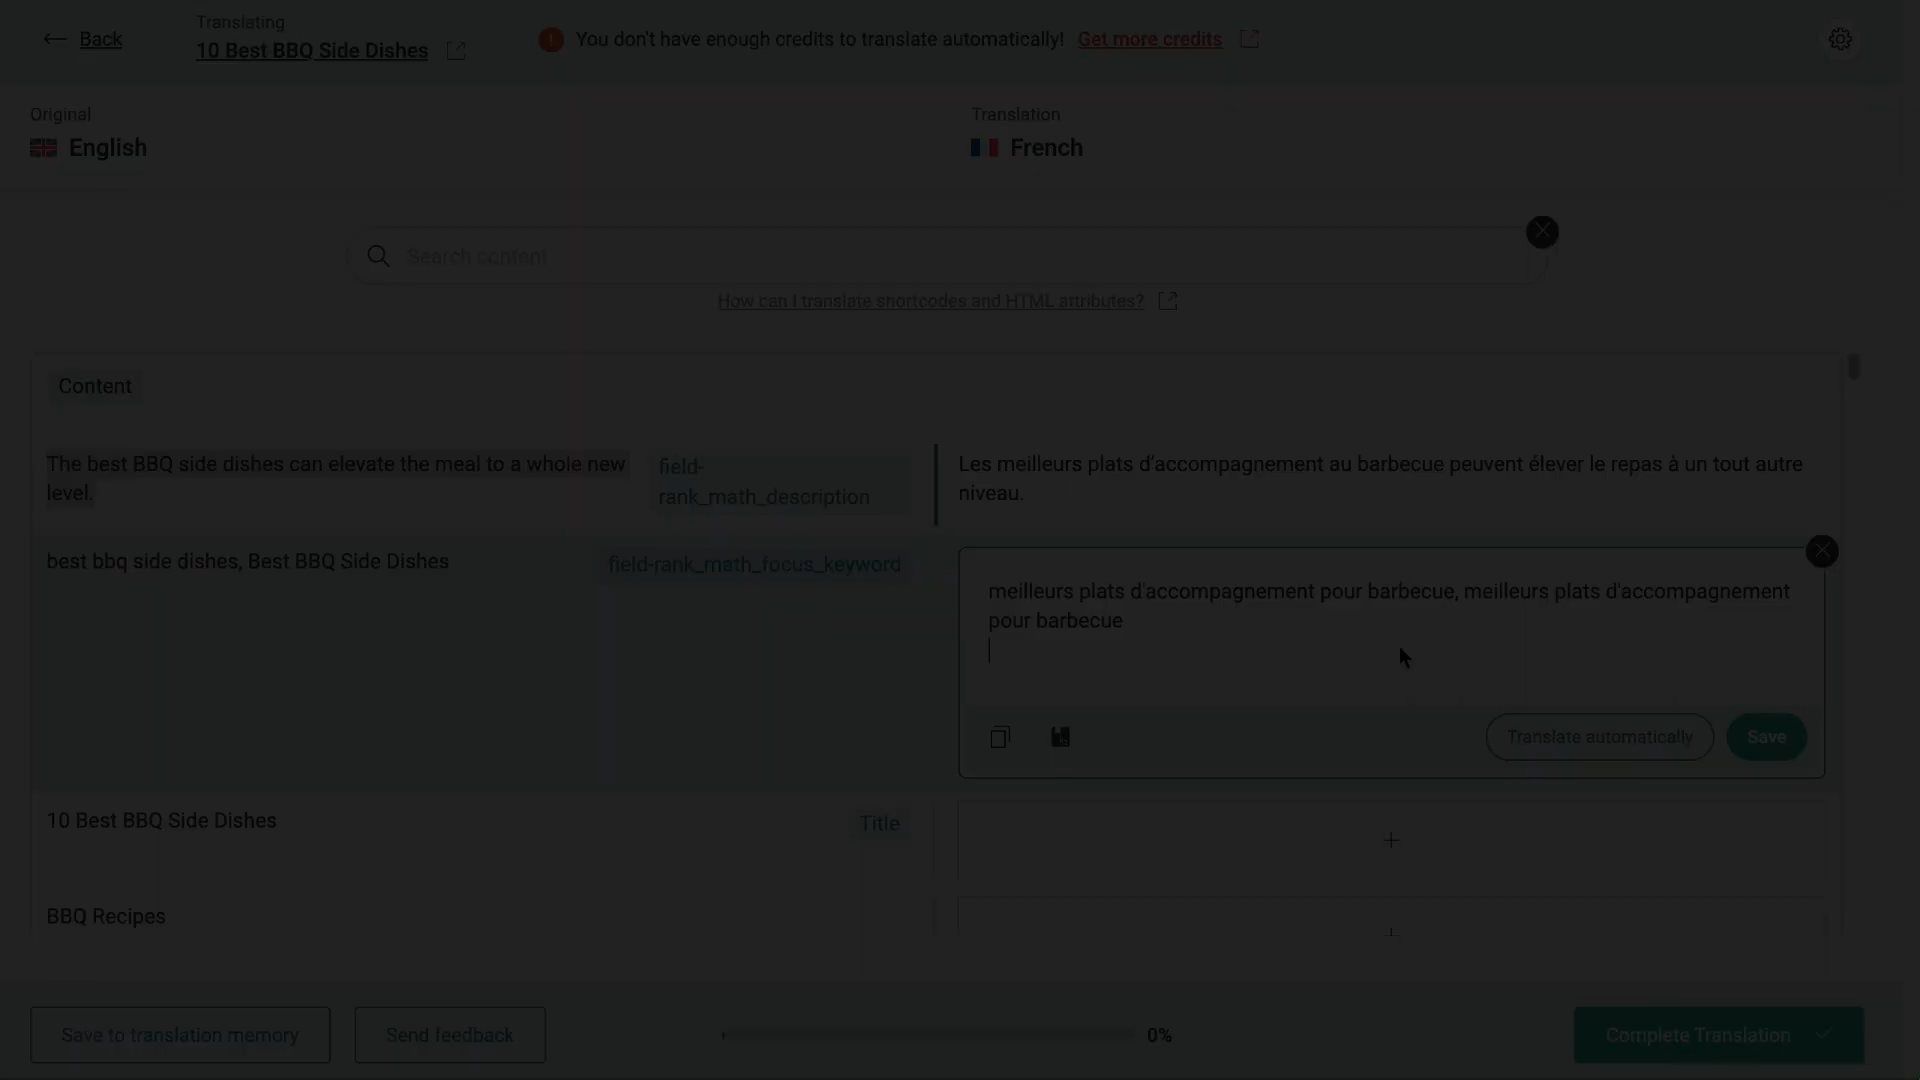 Back
Translating
10 Best BBQ Side Dishes
You don't have enough credits to translate automatically! Get more credits
Original
English
Translation
French
Search content
How can I translate shortcodes and HTML attributes?
Content
The best BBQ side dishes can elevate the meal to a whole new
level.
field-
rank_math_description
Les meilleurs plats d'accompagnement au barbecue peuvent élever le repas à un tout autre
niveau.
best bbq side dishes, Best BBQ Side Dishes
field-rank_math_focus_keyword
meilleurs plats d'accompagnement pour barbecue, meilleurs plats d'accompagnement
pour barbecue
Translate automatically
Save
10 Best BBQ Side Dishes
Title
BBQ Recipes
Save to translation memory
Send feedback
0%
Complete Translation